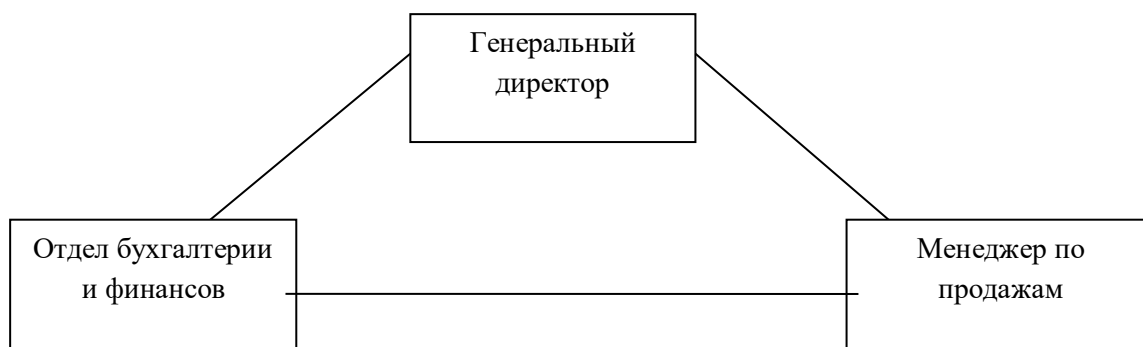 Генеральный
директор
Отдел бухгалтерии
и финансов
Менеджер по
продажам